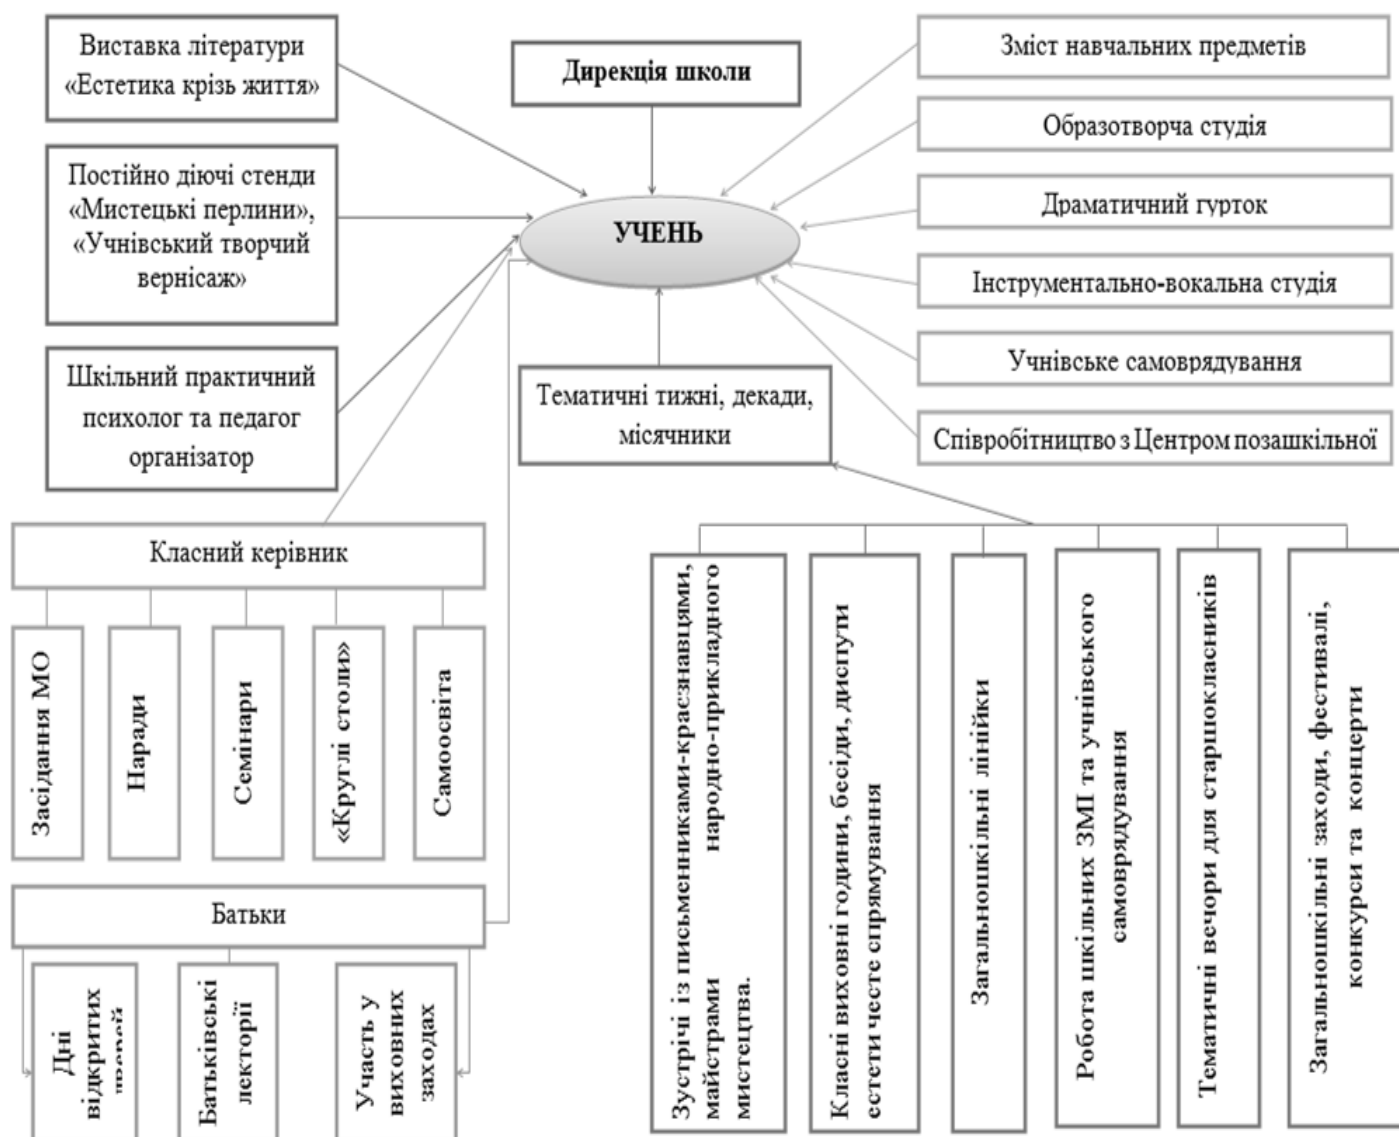 Виставка літератури
«Естетика крізь життя»
Дирекція школи
Зміст навчальних предметів
Образотворча студія
Постійно діючі стенди
«Мистецькі перлини»,
«Учнівський творчий
вернісаж»
УЧЕНЬ
Драматичний гурток
Інструментально-вокальна студія
Учнівське самоврядування
Шкільний практичний
психолог та педагог
організатор
Тематичні тижні, декади,
місячники
Співробітництво з Центром позашкільної
Класний керівник
Засідання МО
Наради
Семінари
«Круглі столи»
Самоосвіта
Батьки
Дні
відкритих
Батьківські
лекторії
Участь у
виховних
заходах
Зустрічі із письменниками-краєзнавцями,
майстрами народно-прикладного
мистецтва.
Класні виховні години, бесіди, диспути
естети честе спрямування
Загальношкільні лінійки
Робота шкільних ЗМІ та учнівського
самоврядування
Тематичні вечори для старшокласників
Загальношкільні заходи, фестивалі,
конкурси та концерти